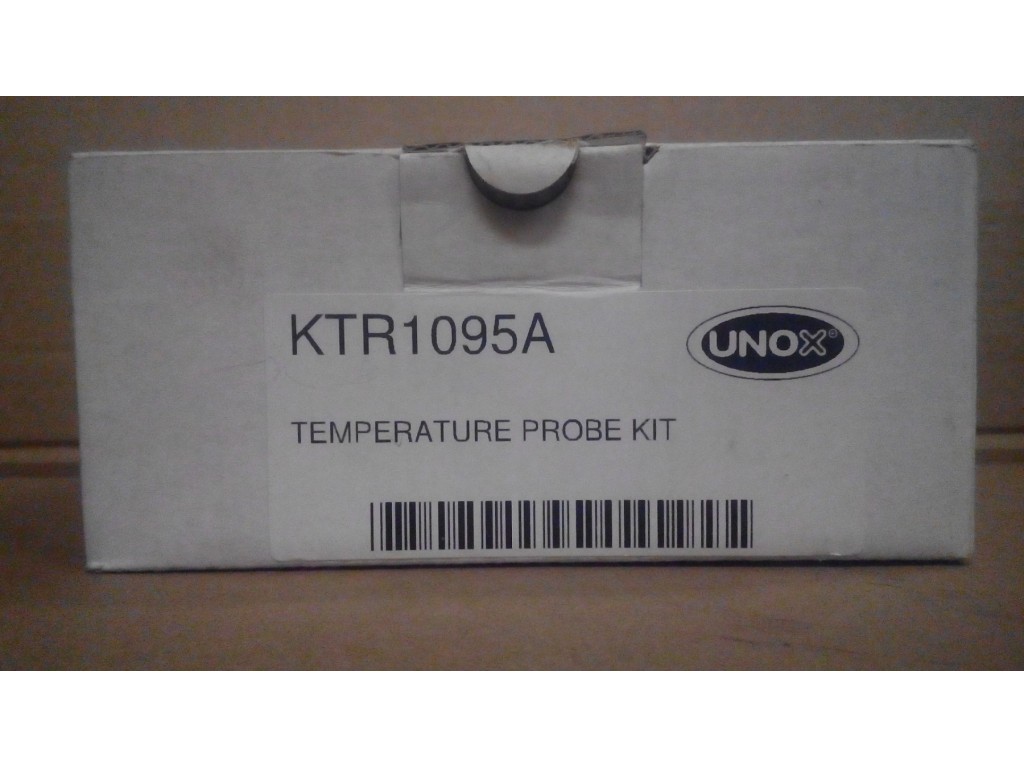 KTR1095A
UNOX®
TEMPERATURE PROBE KIT